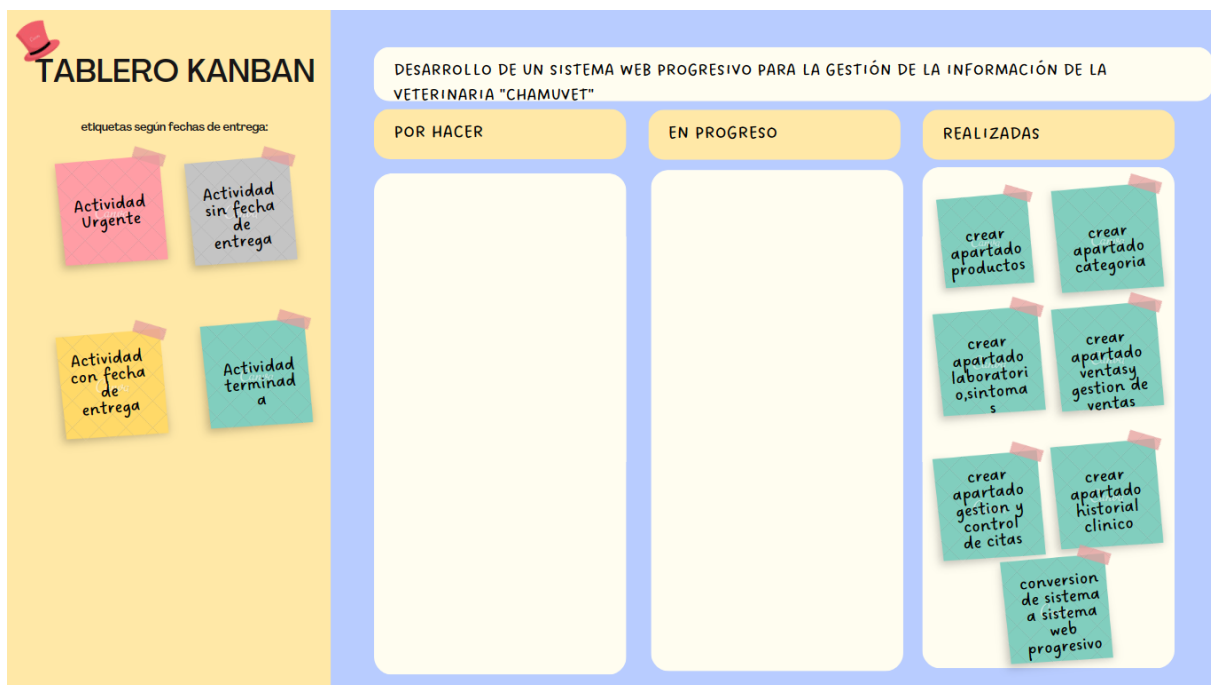 TABLERO KANBAN
etiquetas según fechas de entrega:
Actividad
Urgente
Actividad
sin fecha
de
entrega
Actividad
con fecha
de
entrega
Actividad
terminad
a
DESARROLLO DE UN SISTEMA WEB PROGRESIVO PARA LA GESTIÓN DE LA INFORMACIÓN DE LA
VETERINARIA "CHAMUVET"
POR HACER
EN PROGRESO
REALIZADAS
crear
apartado
productos
crear
apartado
categoria
crear
apartado
laboratori
o,sintoma
s
crear
apartado
ventasy
gestion de
ventas
crear
apartado
gestion y
control
de citas
crear
apartado
historial
clinico
conversion
de sistema
a sistema
web
progresivo